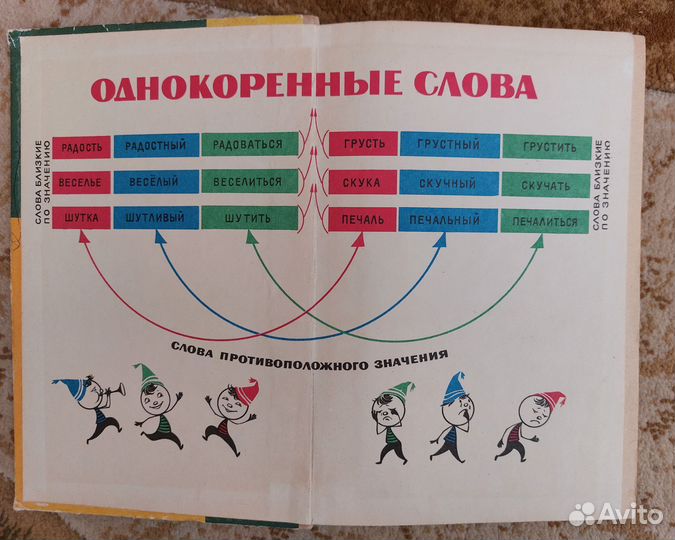 ОДНОКОРЕННЫЕ СЛОВА
СЛОВА БЛИЗКИЕ
ПО ЗНАЧЕНИЮ
РАДОСТЬ РАДОСТНЫЙ РАДОВАТЬСЯ ГРУСТЬ ГРУСТНЫЙ ГРУСТИТЬ
ВЕСЕЛЬЕ ВЕСЁЛЫЙ ВЕСЕЛИТЬСЯ СКУКА СКУЧНЫЙ СКУЧАТЬ
ШУТКА ШУТЛИВЫЙ ШУТИТЬ ПЕЧАЛЬ ПЕЧАЛЬНЫЙ ПЕЧАЛИТЬСЯ
СЛОВА БЛИЗКИЕ
ПО ЗНАЧЕНИЮ
СЛОВА ПРОТИВОПОЛОЖНОГО ЗНАЧЕНИЯ
Avito